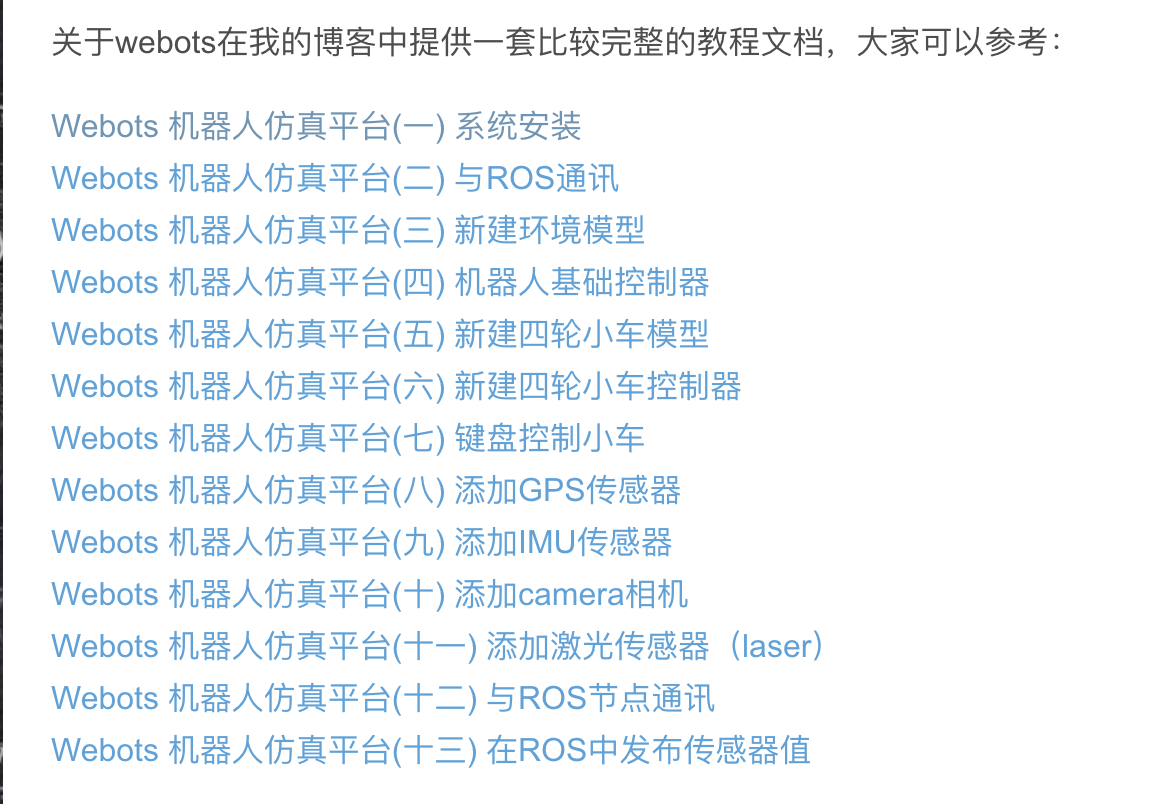 关于webots在我的博客中提供一套比较完整的教程文档，大家可以参考：
Webots 机器人仿真平台(一) 系统安装
Webots 机器人仿真平台(二) 与ROS通讯
Webots 机器人仿真平台(三) 新建环境模型
Webots 机器人仿真平台(四) 机器人基础控制器
Webots 机器人仿真平台(五) 新建四轮小车模型
Webots 机器人仿真平台(六) 新建四轮小车控制器
Webots 机器人仿真平台(七) 键盘控制小车
Webots 机器人仿真平台(八) 添加GPS传感器
Webots 机器人仿真平台(九) 添加IMU传感器
Webots 机器人仿真平台(十) 添加camera相机
Webots 机器人仿真平台(十一) 添加激光传感器（laser）
Webots 机器人仿真平台(十二) 与ROS节点通讯
Webots 机器人仿真平台(十三) 在ROS中发布传感器值